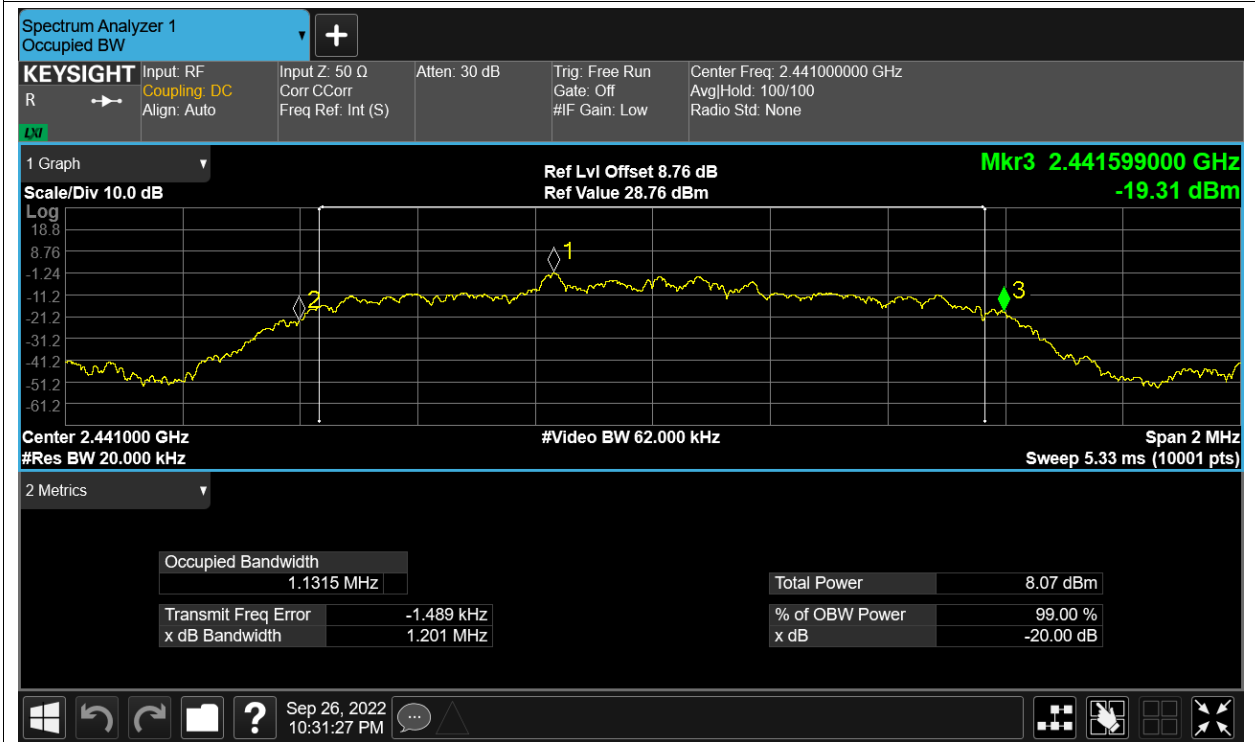 Spectrum Analyzer 1
Occupied BW
KEYSIGHT
R
LXI
Input: RF
Coupling: DC
Align: Auto
Input Z: 50 Ω
Corr CCorr
Freq Ref: Int (S)
Atten: 30 dB
Trig: Free Run
Gate: Off
#IF Gain: Low
Center Freq: 2.441000000 GHz
Avg|Hold: 100/100
Radio Std: None
1 Graph
Scale/Div 10.0 dB
Ref Lvl Offset 8.76 dB
Ref Value 28.76 dBm
Mkr3 2.441599000 GHz
-19.31 dBm
Log
18.8
8.76
-1.24
-11.2
-21.2
-31.2
-41.2
-51.2
-61.2
1
2
3
Center 2.441000 GHz
#Res BW 20.000 kHz
#Video BW 62.000 kHz
Span 2 MHz
Sweep 5.33 ms (10001 pts)
2 Metrics
Occupied Bandwidth
1.1315 MHz
Total Power 8.07 dBm
Transmit Freq Error -1.489 kHz
% of OBW Power 99.00 %
x dB Bandwidth 1.201 MHz
x dB -20.00 dB
?
Sep 26, 2022
10:31:27 PM